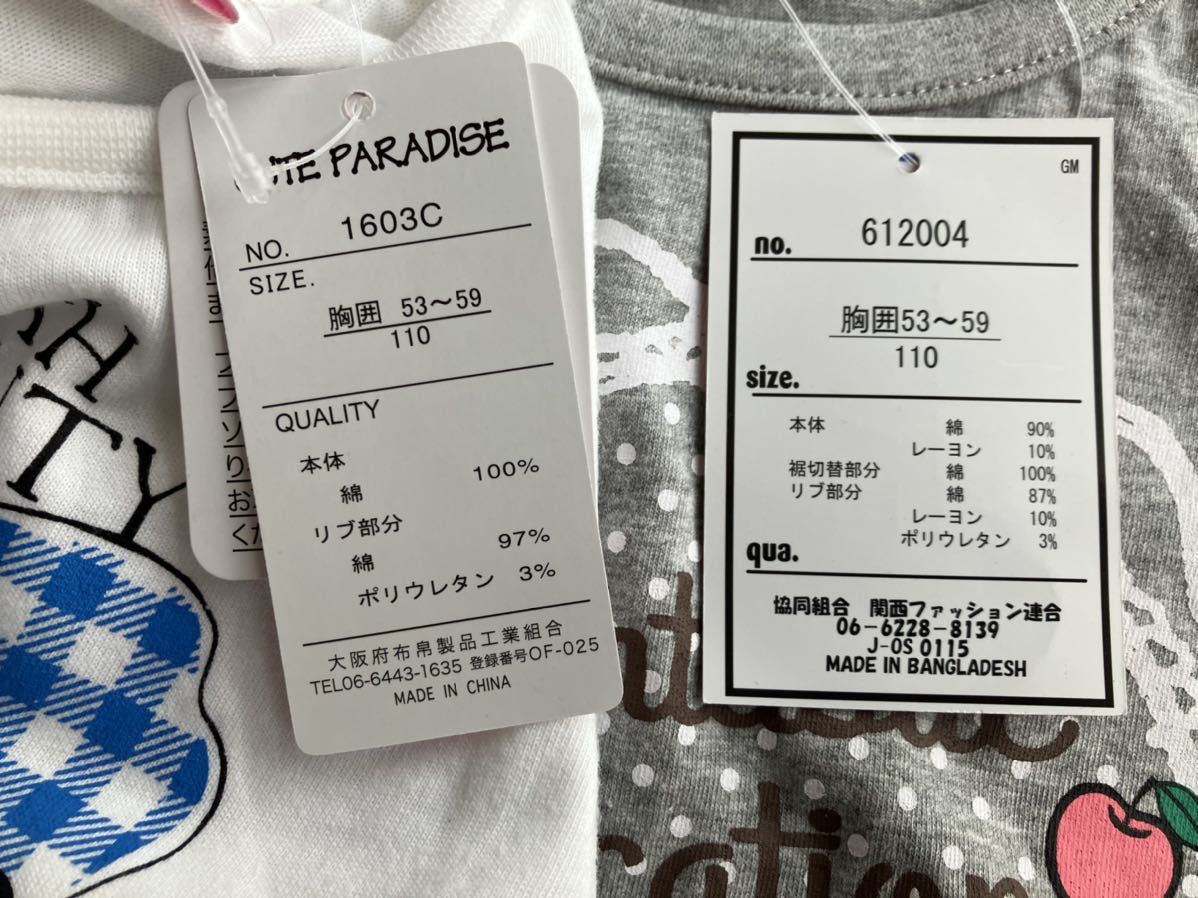 PARADISE
NO. 1603C
SIZE.
胸囲 53～59
110
QUALITY
本体
綿 100%
リブ部分
綿 97%
ポリウレタン 3%
大阪府布帛製品工業組合
TEL06-6443-1635 登録番号OF-025
MADE IN CHINA
GM
no. 612004
胸囲53～59
110
size.
本体 綿 90%
レーヨン 10%
裾切替部分 綿 100%
リブ部分 綿 87%
レーヨン 10%
ポリウレタン 3%
qua.
協同組合 関西ファッション連合
06-6228-8139
J-OS 0115
MADE IN BANGLADESH